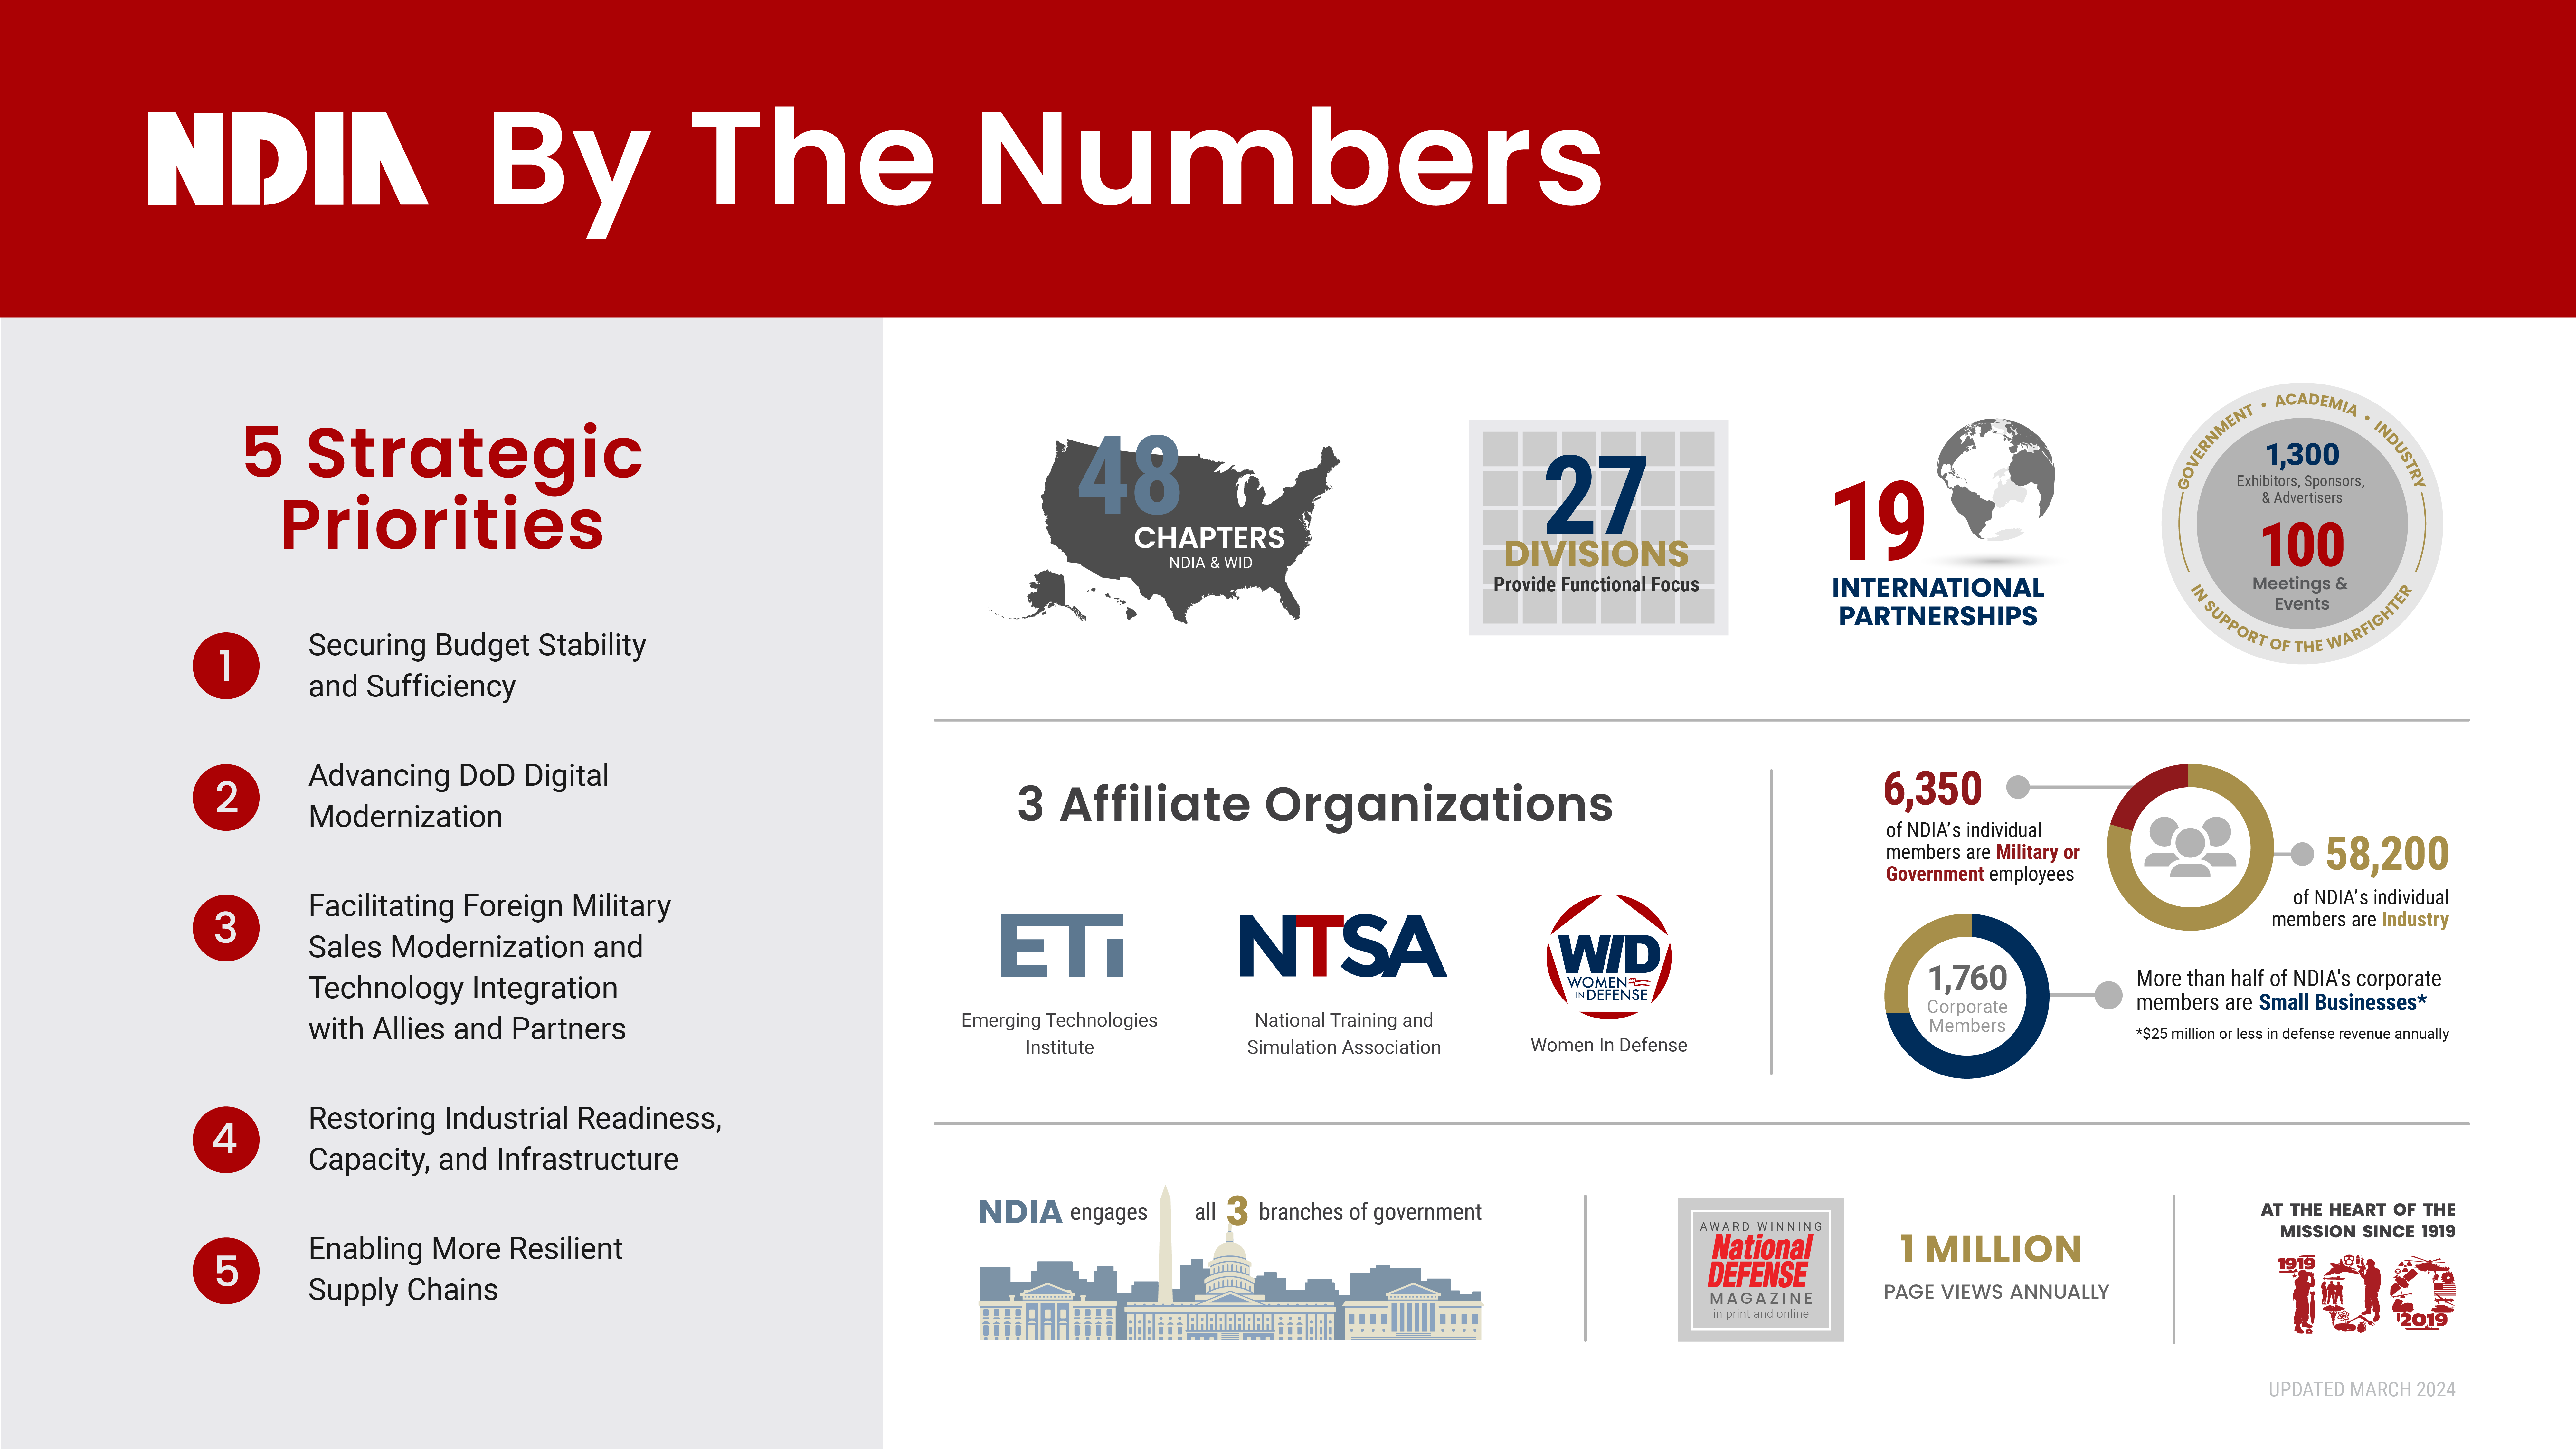 NDIA By The Numbers
5 Strategic
Priorities
1
Securing Budget Stability
and Sufficiency
2
Advancing DoD Digital
Modernization
3
Facilitating Foreign Military
Sales Modernization and
Technology Integration
with Allies and Partners
4
Restoring Industrial Readiness,
Capacity, and Infrastructure
5
Enabling More Resilient
Supply Chains
48
CHAPTERS
NDIA & WID
27
DIVISIONS
Provide Functional Focus
19
INTERNATIONAL
PARTNERSHIPS
GOVERNMENT • ACADEMIA • INDUSTRY
1,300
Exhibitors, Sponsors,
& Advertisers
100
Meetings &
Events
IN SUPPORT OF THE WARFIGHTER
3 Affiliate Organizations
ETI
Emerging Technologies
Institute
NTSA
National Training and
Simulation Association
WID
WOMEN
IN DEFENSE
Women In Defense
6,350
of NDIA’s individual
members are Military or
Government employees
58,200
of NDIA’s individual
members are Industry
1,760
Corporate
Members
More than half of NDIA's corporate
members are Small Businesses*
*$25 million or less in defense revenue annually
NDIA engages all 3 branches of government
AWARD WINNING
National
DEFENSE
MAGAZINE
in print and online
1 MILLION
PAGE VIEWS ANNUALLY
AT THE HEART OF THE
MISSION SINCE 1919
1919
100
2019
UPDATED MARCH 2024